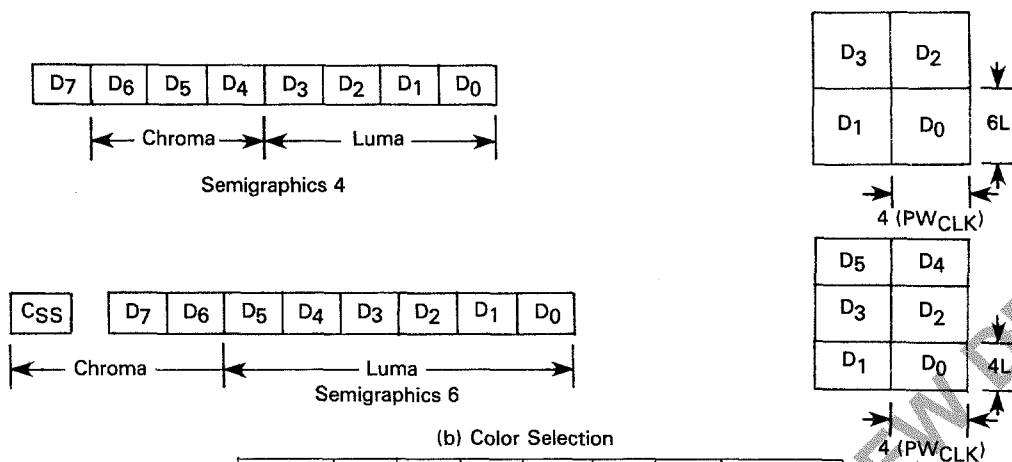 D7 D6 D5 D4 D3 D2 D1 D0
Chroma Luma
Semigraphics 4
D3 D2
D1 D0
6L
4 (PWCLK)
CSS D7 D6 D5 D4 D3 D2 D1 D0
Chroma Luma
Semigraphics 6
D5 D4
D3 D2
D1 D0
4L
4 (PWCLK)
(b) Color Selection